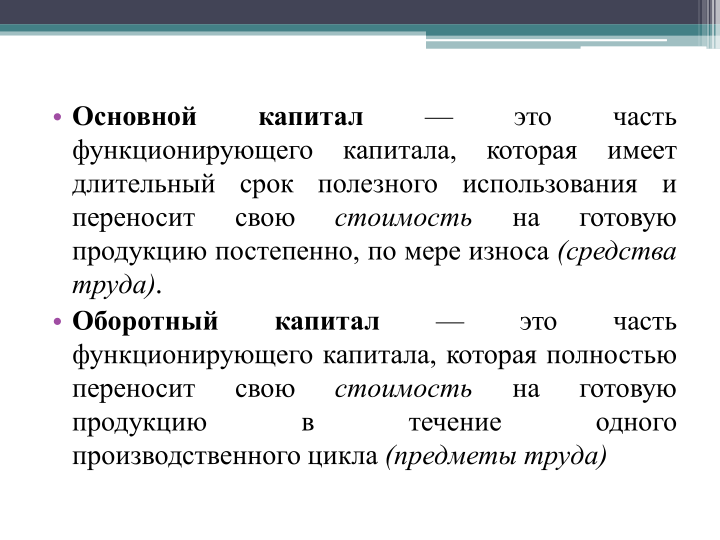 • Основной капитал — это часть
функционирующего капитала, которая имеет
длительный срок полезного использования и
переносит свою стоимость на готовую
продукцию постепенно, по мере износа (средства
труда).
• Оборотный капитал — это часть
функционирующего капитала, которая полностью
переносит свою стоимость на готовую
продукцию в течение одного
производственного цикла (предметы труда)